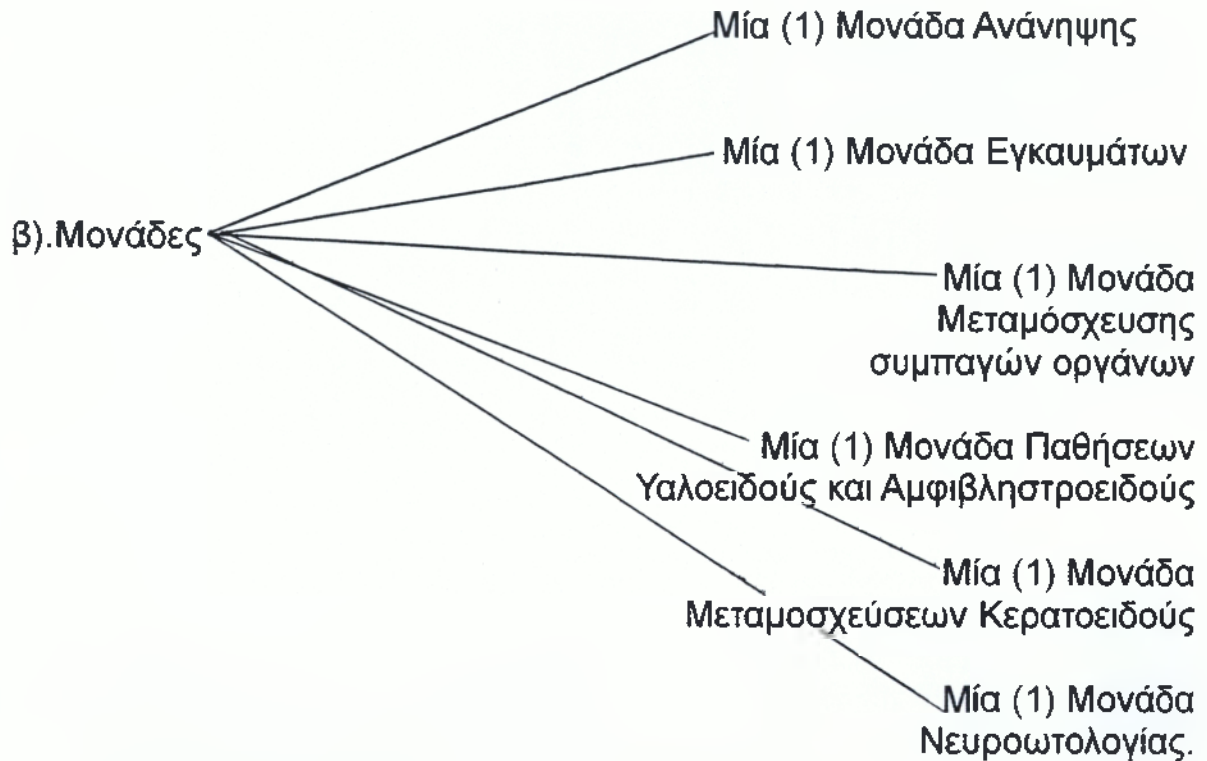 Μία (1) Μονάδα Ανάνηψης
Μία (1) Μονάδα Εγκαυμάτων
β).Μονάδες
Μία (1) Μονάδα
Μεταμόσχευσης
συμπαγών οργάνων
Μία (1) Μονάδα Παθήσεων
Υαλοειδούς και Αμφιβληστροειδούς
Μία (1) Μονάδα
Μεταμοσχεύσεων Κερατοειδούς
Μία (1) Μονάδα
Νευροωτολογίας.